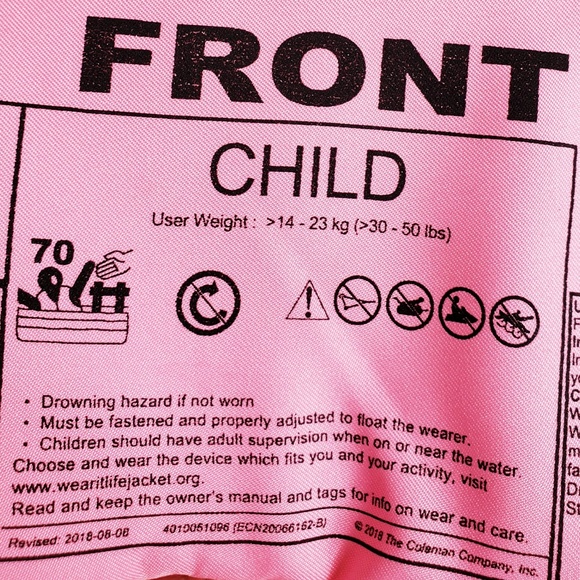 FRONT
CHILD
User Weight : >14 - 23 kg (>30 - 50 lbs)
70
• Drowning hazard if not worn
• Must be fastened and properly adjusted to float the wearer.
• Children should have adult supervision when on or near the water.
Choose and wear the device which fits you and your activity, visit
www.wearitlifejacket.org.
Read and keep the owner's manual and tags for info on wear and care.
Revised: 2018-08-08 4010051096 (ECN20066162-B) © 2018 The Coleman Company, Inc.